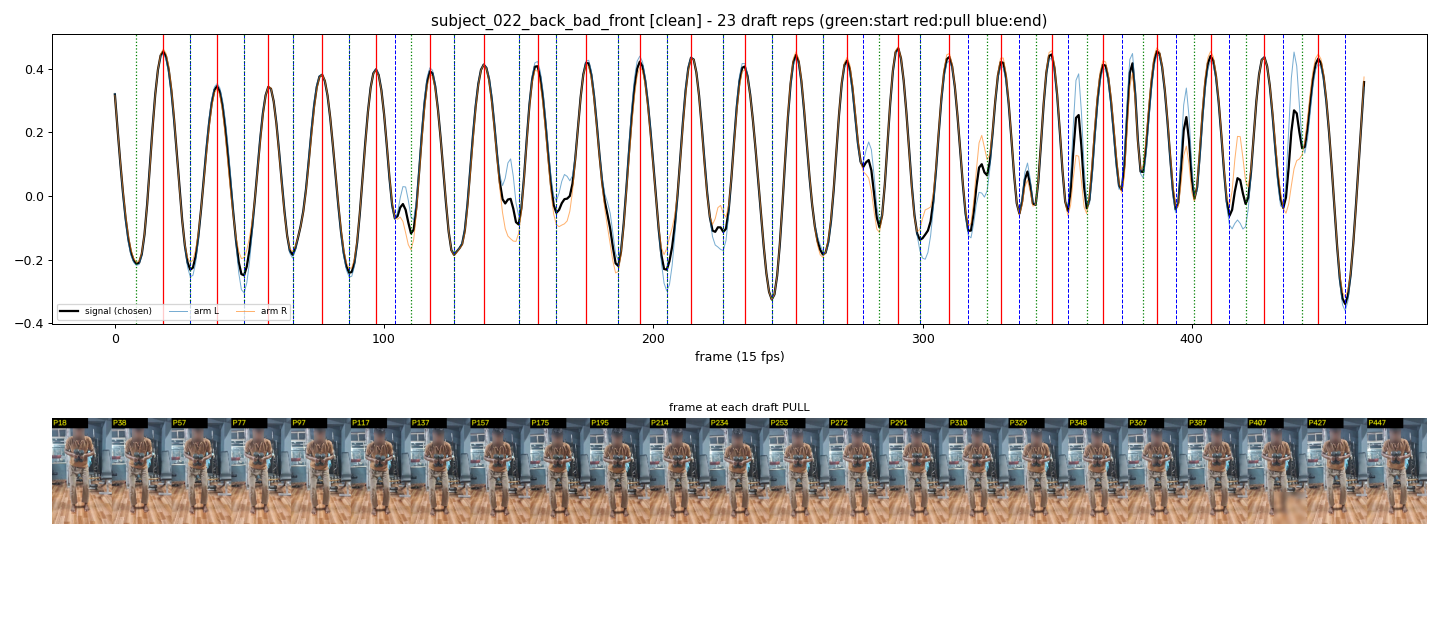 subject_022_back_bad_front [clean] - 23 draft reps (green:start red:pull blue:end)
0.4
0.2
0.0
−0.2
−0.4
signal (chosen) arm L arm R
0 100 200 300 400
frame (15 fps)
frame at each draft PULL
P18 P38 P57 P77 P97 P117 P137 P157 P175 P195 P214 P234 P253 P272 P291 P310 P329 P348 P367 P387 P407 P427 P447